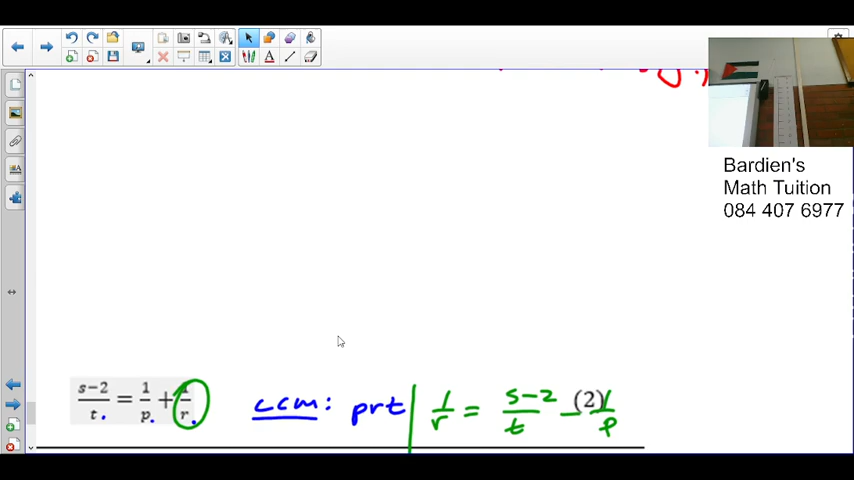 Bardien's
Math Tuition
084 407 6977
s-2/t = 1/p + 1/r
LCM: prt
1/r = s-2/t - 1/p
(2)